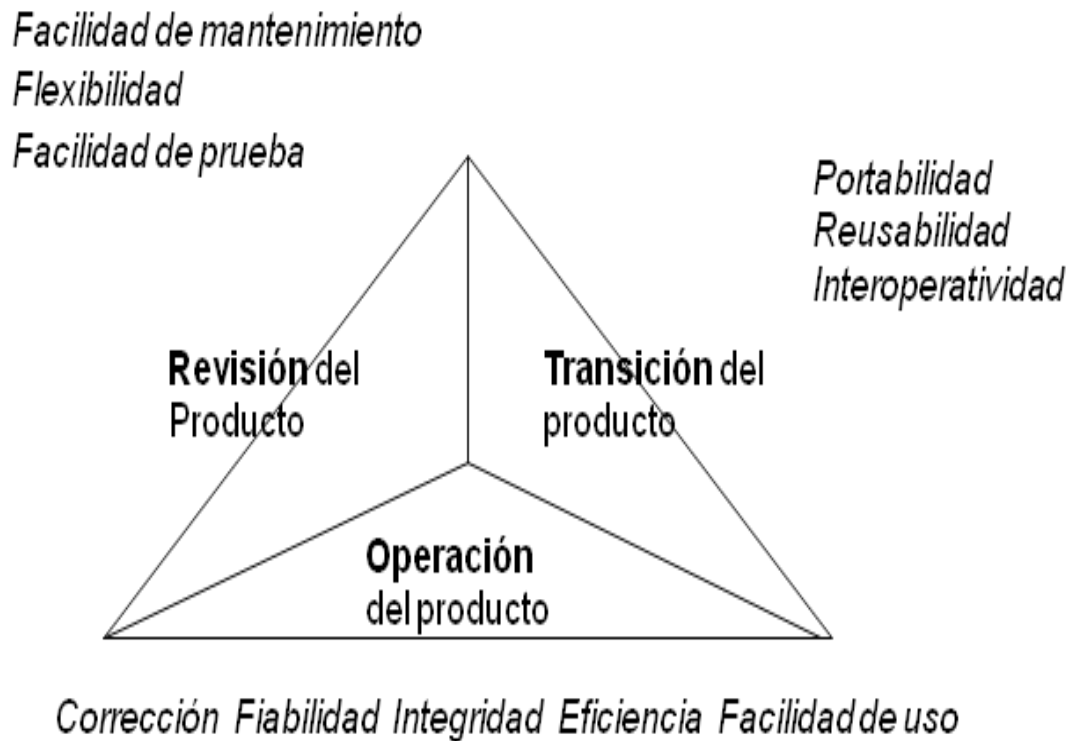 Facilidad de mantenimiento
Flexibilidad
Facilidad de prueba
Portabilidad
Reusabilidad
Interoperatividad
Revisión del
Producto
Transición del
producto
Operación
del producto
Corrección Fiabilidad Integridad Eficiencia Facilidad de uso